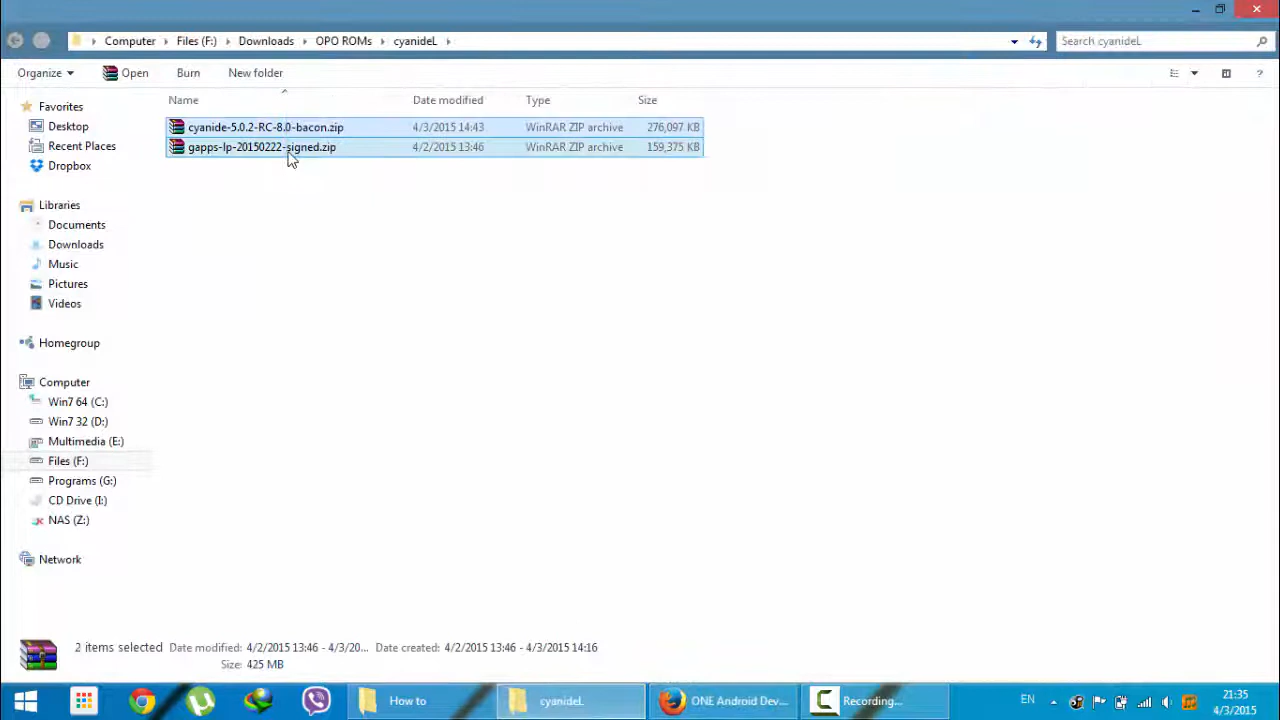 Computer Files (F:) Downloads OPO ROMs cyanideL Search cyanideL
Organize Open Burn New folder ?
Name Date modified Type Size
cyanide-5.0.2-RC-8.0-bacon.zip 4/3/2015 14:43 WinRAR ZIP archive 276,097 KB
gapps-lp-20150222-signed.zip 4/2/2015 13:46 WinRAR ZIP archive 159,375 KB
Favorites
Desktop
Recent Places
Dropbox
Libraries
Documents
Downloads
Music
Pictures
Videos
Homegroup
Computer
Win7 64 (C:)
Win7 32 (D:)
Multimedia (E:)
Files (F:)
Programs (G:)
CD Drive (I:)
NAS (Z:)
Network
2 items selected Date modified: 4/2/2015 13:46 - 4/3/20... Date created: 4/2/2015 13:46 - 4/3/2015 14:16
Size: 425 MB
How to cyanideL ONE Android Dev... Recording... EN 21:35
4/3/2015